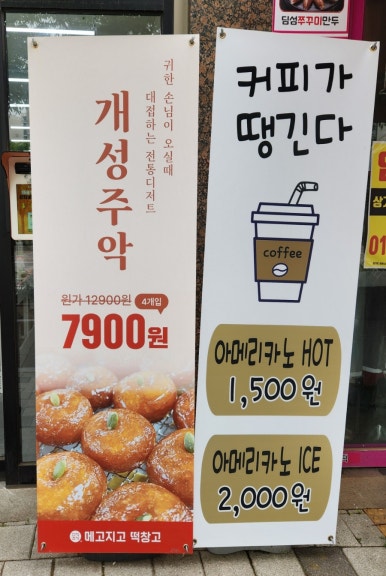 귀한 손님이 오실때
대접하는 전통디저트
개성주악
원가 12900원
4개입
7900원
메고지고 떡창고
커피가
땡긴다
coffee
아메리카노 HOT
1,500원
아메리카노 ICE
2,000원
딤섬쭈꾸미만두